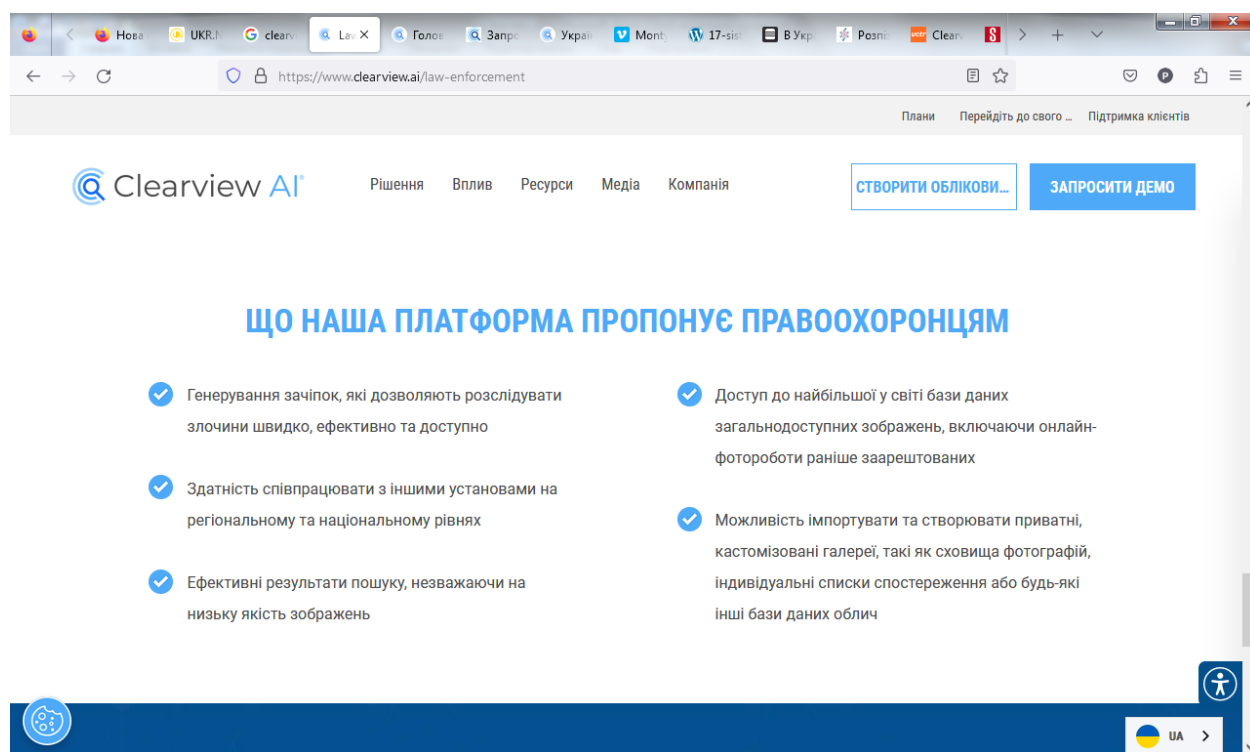 Нова
UKR.
clearv
Lav
Голос
Запро
Украї
Mont
17-sis
В Укр
Розпі
Clearv
https://www.clearview.ai/law-enforcement
Плани Перейдіть до свого ... Підтримка клієнтів
Clearview AI
Рішення Вплив Ресурси Медіа Компанія
СТВОРИТИ ОБЛІКОВИ... ЗАПРОСИТИ ДЕМО
ЩО НАША ПЛАТФОРМА ПРОПОНУЄ ПРАВООХОРОНЦЯМ
Генерування зачіпок, які дозволяють розслідувати
злочини швидко, ефективно та доступно
Здатність співпрацювати з іншими установами на
регіональному та національному рівнях
Ефективні результати пошуку, незважаючи на
низьку якість зображень
Доступ до найбільшої у світі бази даних
загальнодоступних зображень, включаючи онлайн-
фотороботи раніше заарештованих
Можливість імпортувати та створювати приватні,
кастомізовані галереї, такі як сховища фотографій,
індивідуальні списки спостереження або будь-які
інші бази даних облич
UA